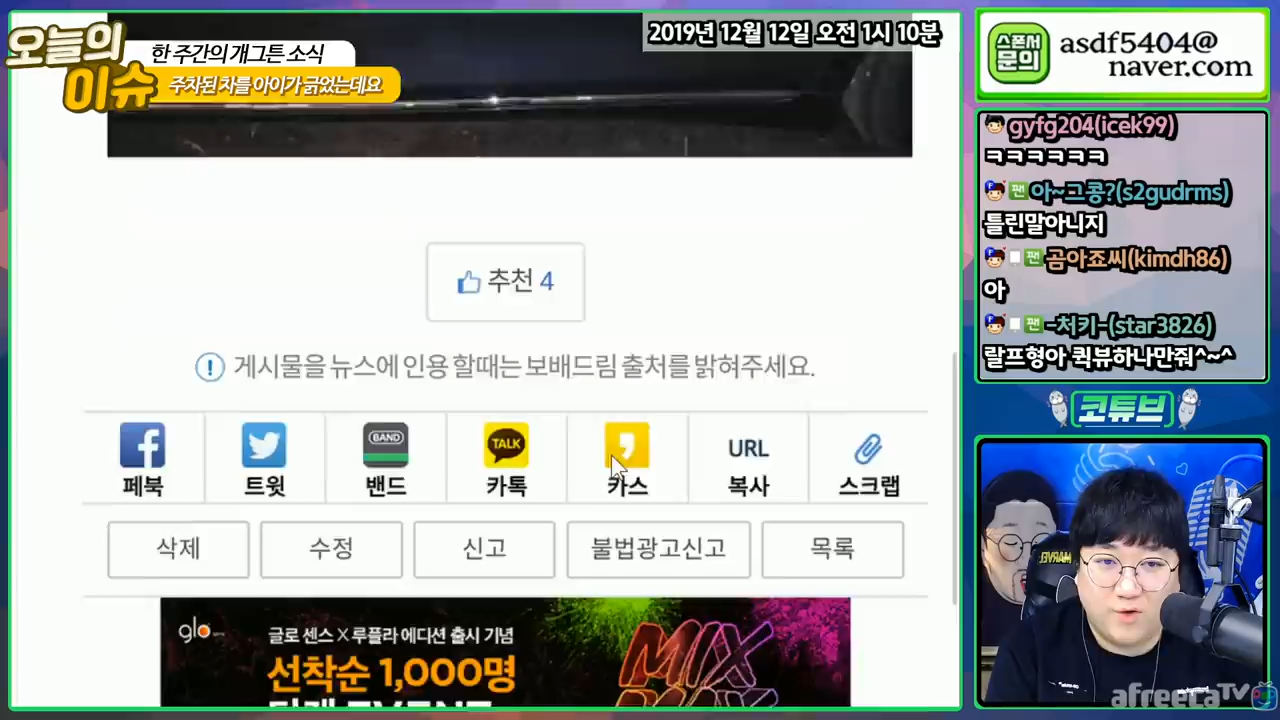 오늘의
이슈
한 주간의 개그튼 소식
주차된 차를 아이가 긁었는데요
2019년 12월 12일 오전 1시 10분
스폰서
문의
asdf5404@
naver.com
gyfg204(icek99)
ㅋㅋㅋㅋㅋㅋ
팬 아~그콩?(s2gudrms)
틀린말아니지
팬 곰아죠씨(kimdh86)
아
팬 -처키-(star3826)
랄프형아 퀵뷰하나만줘^~^
코튜브
추천 4
게시물을 뉴스에 인용 할때는 보배드림 출처를 밝혀주세요.
BAND
TALK
URL
페북
트윗
밴드
카톡
카스
복사
스크랩
삭제
수정
신고
불법광고신고
목록
glo
글로 센스 X 루플라 에디션 출시 기념
선착순 1,000명
MIX
MARVEL
afreecaTV